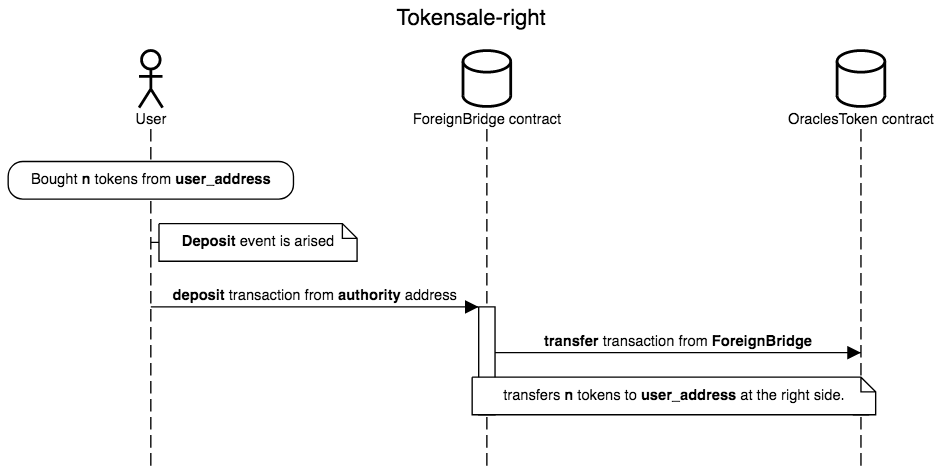 Tokensale-right
User
ForeignBridge contract
OraclesToken contract
Bought n tokens from user_address
Deposit event is arised
deposit transaction from authority address
transfer transaction from ForeignBridge
transfers n tokens to user_address at the right side.